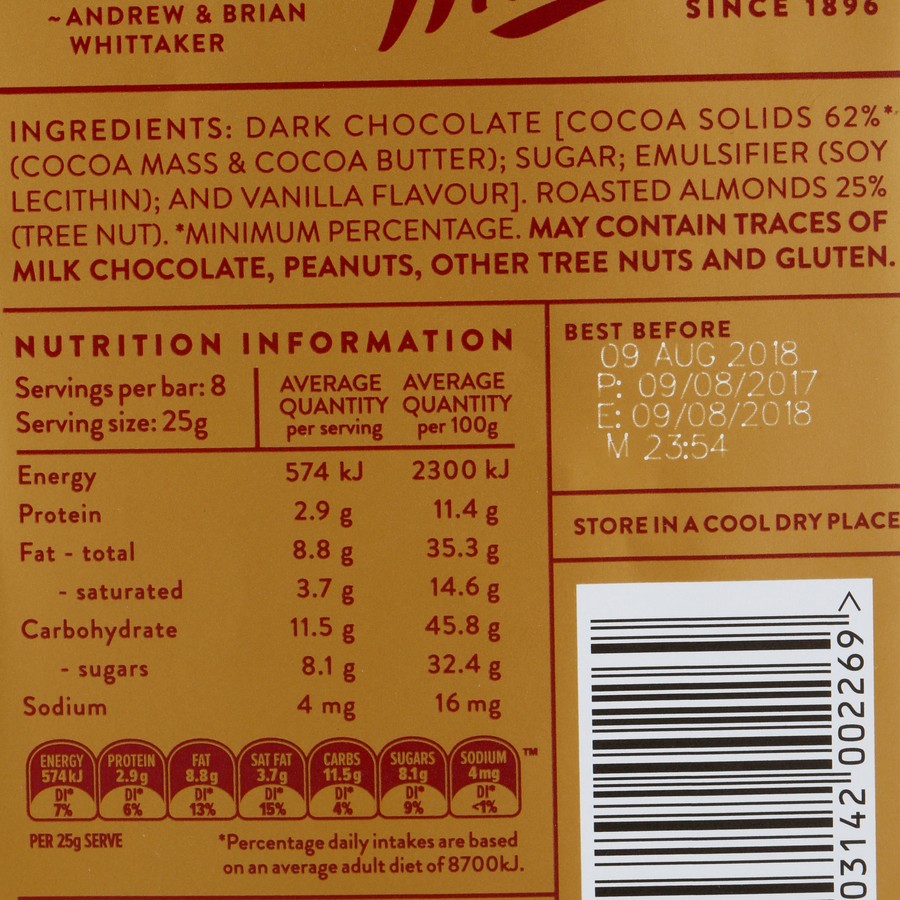 ~ANDREW & BRIAN
WHITTAKER
SINCE 1896
INGREDIENTS: DARK CHOCOLATE [COCOA SOLIDS 62%*
(COCOA MASS & COCOA BUTTER); SUGAR; EMULSIFIER (SOY
LECITHIN); AND VANILLA FLAVOUR]. ROASTED ALMONDS 25%
(TREE NUT). *MINIMUM PERCENTAGE. MAY CONTAIN TRACES OF
MILK CHOCOLATE, PEANUTS, OTHER TREE NUTS AND GLUTEN.
NUTRITION INFORMATION
Servings per bar: 8
Serving size: 25g
AVERAGE AVERAGE
QUANTITY QUANTITY
per serving per 100g
Energy 574 kJ 2300 kJ
Protein 2.9 g 11.4 g
Fat - total 8.8 g 35.3 g
- saturated 3.7 g 14.6 g
Carbohydrate 11.5 g 45.8 g
- sugars 8.1 g 32.4 g
Sodium 4 mg 16 mg
ENERGY PROTEIN FAT SAT FAT CARBS SUGARS SODIUM ™
574kJ 2.9g 8.8g 3.7g 11.5g 8.1g 4mg
DI* DI* DI* DI* DI* DI* DI*
7% 6% 13% 15% 4% 9% <1%
PER 25g SERVE
*Percentage daily intakes are based
on an average adult diet of 8700kJ.
BEST BEFORE
09 AUG 2018
P: 09/08/2017
E: 09/08/2018
M 23:54
STORE IN A COOL DRY PLACE
03142 002269 >